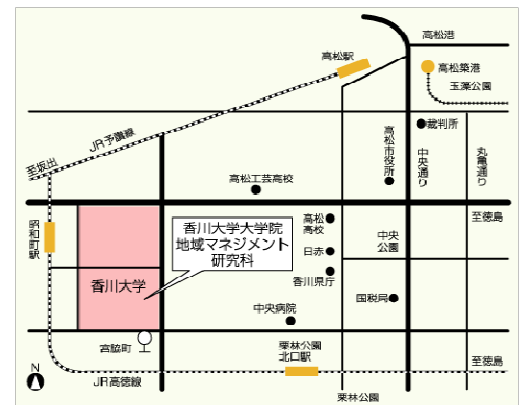 高松港
高松駅
高松築港
玉藻公園
JR予讃線
至坂出
裁判所
高松市役所
中央通り
丸亀通り
高松工芸高校
昭和町駅
香川大学大学院
地域マネジメント
研究科
高松
高校
中央
公園
至徳島
日赤
香川県庁
香川大学
国税局
中央病院
宮脇町
栗林公園
北口駅
至徳島
N
JR高徳線
栗林公園